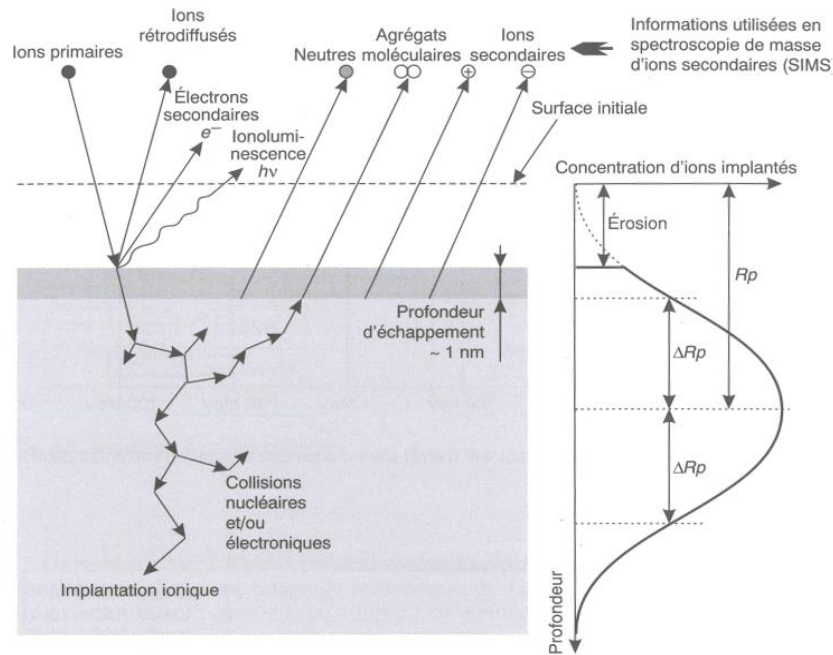 Ions primaires
Ions
rétrodiffusés
Électrons
secondaires
e⁻
Ionolumi-
nescence
hν
Neutres
Agrégats
moléculaires
Ions
secondaires
+
−
Informations utilisées en
spectroscopie de masse
d'ions secondaires (SIMS)
Surface initiale
Profondeur
d'échappement
~ 1 nm
Collisions
nucléaires
et/ou
électroniques
Implantation ionique
Concentration d'ions implantés
Érosion
Rp
ΔRp
ΔRp
Profondeur